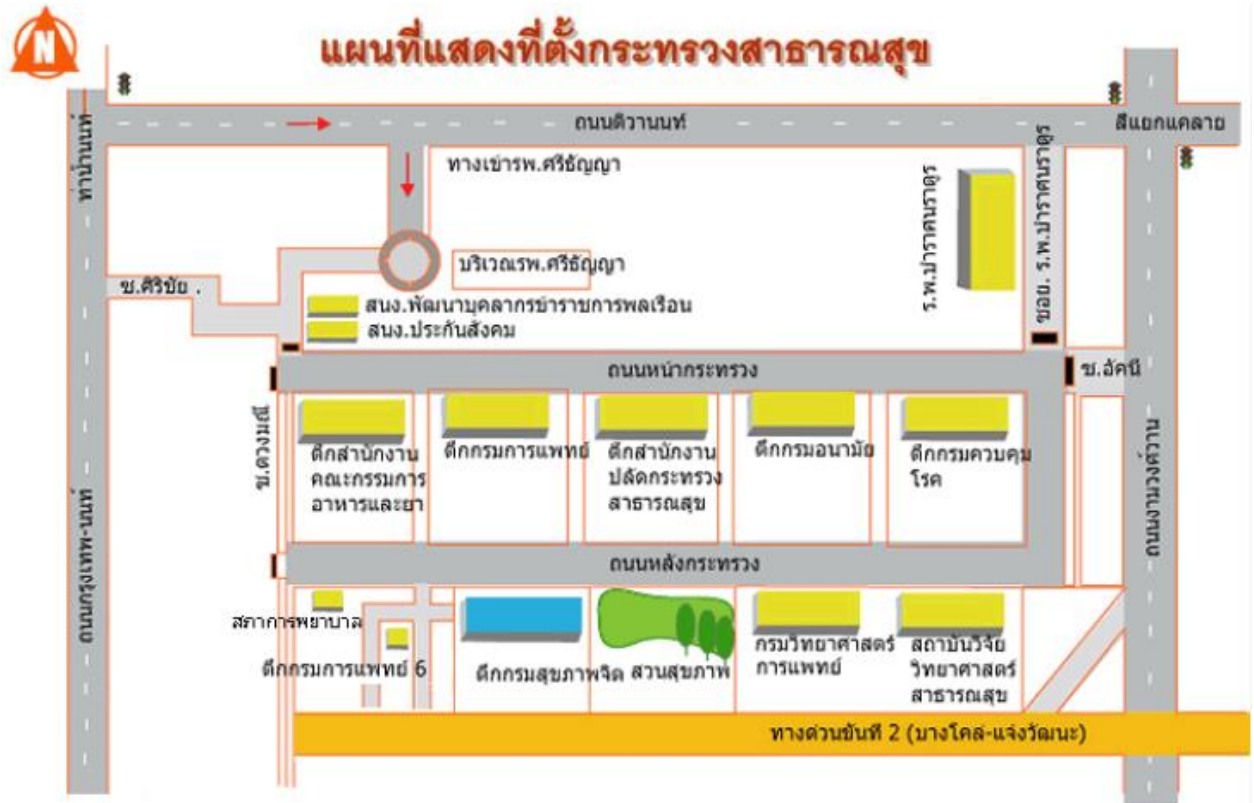 N
แผนที่แสดงที่ตั้งกระทรวงสาธารณสุข
ท่าน้ำนนท์
ถนนติวานนท์
สี่แยกแคลาย
ทางเข้ารพ.ศรีธัญญา
ร.พ.บำราศนราดูร
ซอย. ร.พ.บำราศนราดูร
บริเวณรพ.ศรีธัญญา
ซ.ศิริชัย .
สนง.พัฒนาบุคลากรข้าราชการพลเรือน
สนง.ประกันสังคม
ถนนหน้ากระทรวง
ซ.อัคนี
ซ.ดวงมณี
ตึกสำนักงาน
คณะกรรมการ
อาหารและยา
ตึกกรมการแพทย์
ตึกสำนักงาน
ปลัดกระทรวง
สาธารณสุข
ตึกกรมอนามัย
ตึกกรมควบคุม
โรค
ถนนกรุงเทพ-นนท์
ถนนงามวงศ์วาน
ถนนหลังกระทรวง
สภาการพยาบาล
ตึกกรมการแพทย์ 6
ตึกกรมสุขภาพจิต
สวนสุขภาพ
กรมวิทยาศาสตร์
การแพทย์
สถาบันวิจัย
วิทยาศาสตร์
สาธารณสุข
ทางด่วนขันที 2 (บางโคล่-แจ้งวัฒนะ)